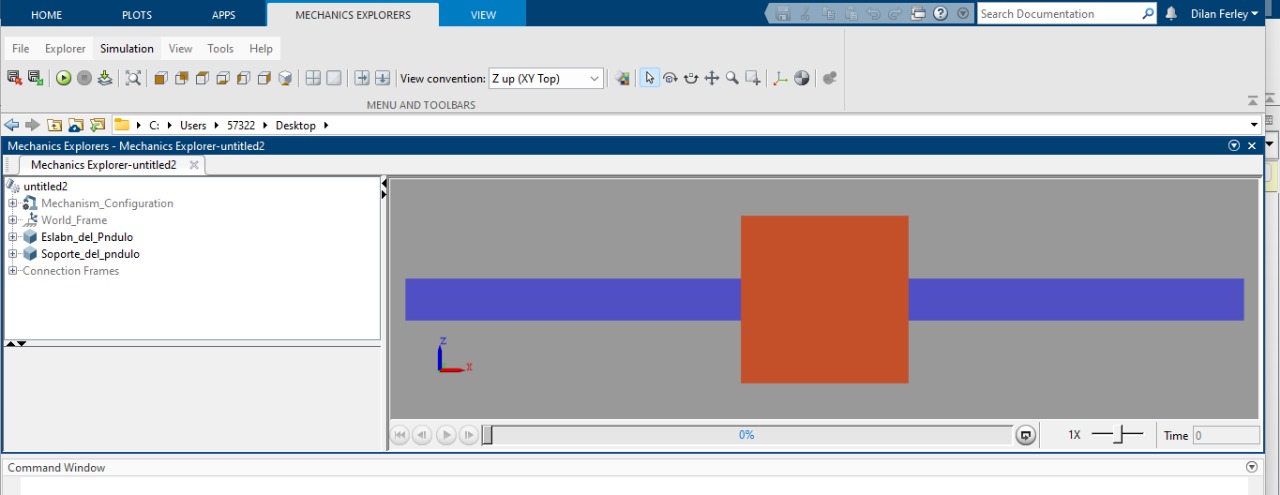 HOME PLOTS APPS MECHANICS EXPLORERS VIEW Search Documentation Dilan Ferley
File Explorer Simulation View Tools Help
View convention: Z up (XY Top)
MENU AND TOOLBARS
C: Users 57322 Desktop
Mechanics Explorers - Mechanics Explorer-untitled2
Mechanics Explorer-untitled2
untitled2
Mechanism_Configuration
World_Frame
Eslabn_del_Pndulo
Soporte_del_pndulo
Connection Frames
Z
X
0% 1X Time 0
Command Window